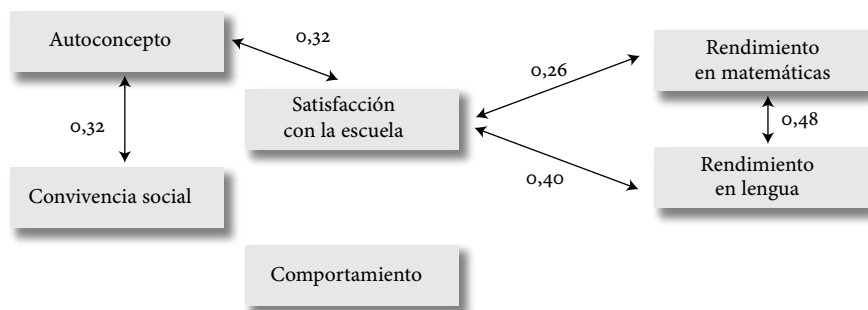 Autoconcepto
0,32
Rendimiento
en matemáticas
0,26
Satisfacción
con la escuela
0,32
0,48
Convivencia social
0,40
Rendimiento
en lengua
Comportamiento